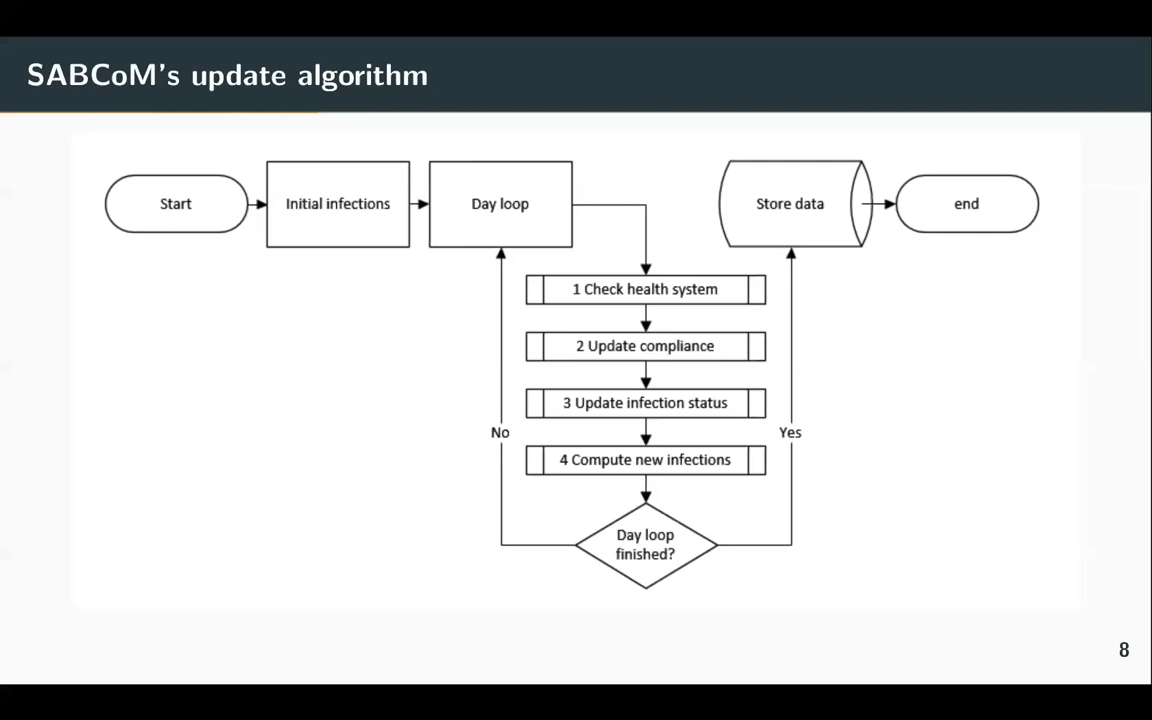 SABCoM's update algorithm
Start
Initial infections
Day loop
Store data
end
1 Check health system
2 Update compliance
3 Update infection status
No
Yes
4 Compute new infections
Day loop
finished?
8